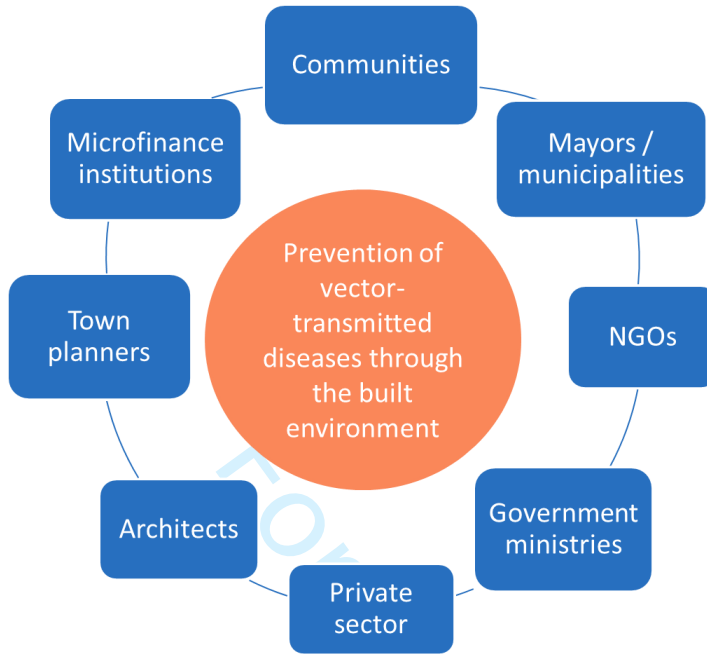 Communities
Mayors /
municipalities
NGOs
Government
ministries
Private
sector
Architects
Town
planners
Microfinance
institutions
Prevention of
vector-
transmitted
diseases through
the built
environment
For